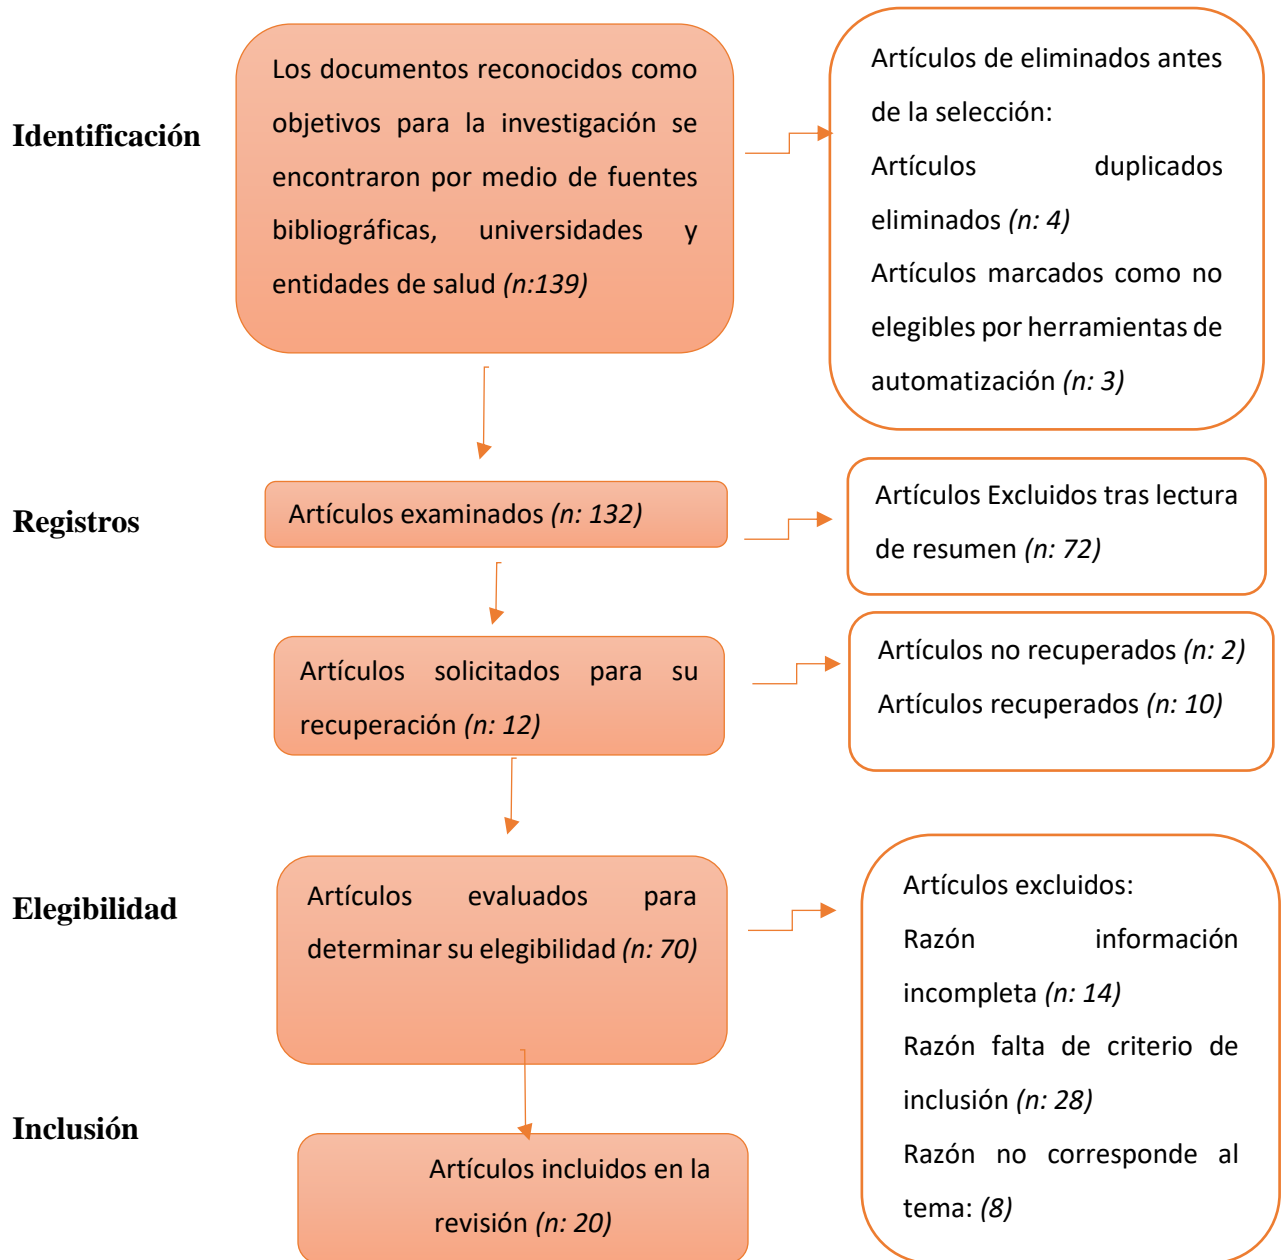 Identificación
Los documentos reconocidos como
objetivos para la investigación se
encontraron por medio de fuentes
bibliográficas, universidades y
entidades de salud (n:139)
Artículos de eliminados antes
de la selección:
Artículos duplicados
eliminados (n: 4)
Artículos marcados como no
elegibles por herramientas de
automatización (n: 3)
Registros
Artículos examinados (n: 132)
Artículos Excluidos tras lectura
de resumen (n: 72)
Artículos solicitados para su
recuperación (n: 12)
Artículos no recuperados (n: 2)
Artículos recuperados (n: 10)
Elegibilidad
Artículos evaluados para
determinar su elegibilidad (n: 70)
Artículos excluidos:
Razón información
incompleta (n: 14)
Razón falta de criterio de
inclusión (n: 28)
Razón no corresponde al
tema: (8)
Inclusión
Artículos incluidos en la
revisión (n: 20)